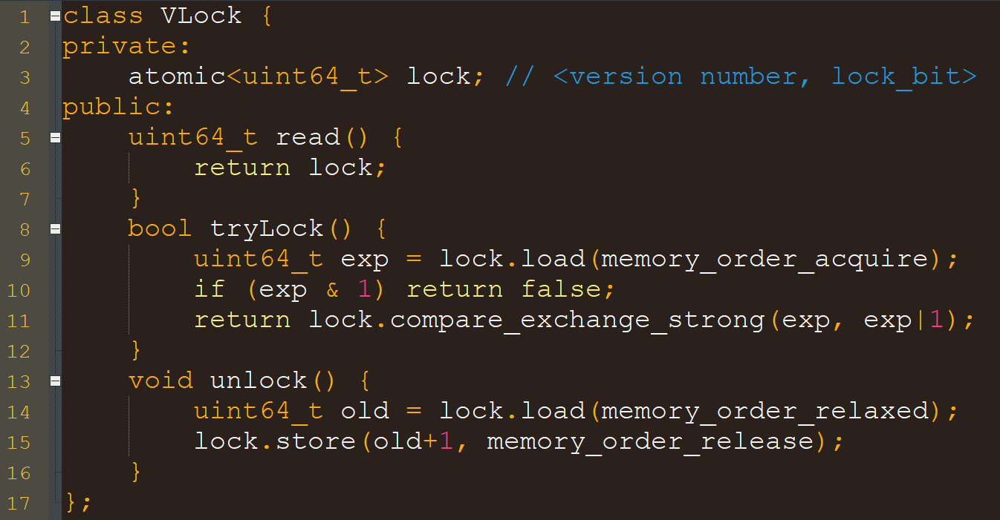 1 class VLock {
2 private:
3     atomic<uint64_t> lock; // <version number, lock_bit>
4 public:
5     uint64_t read() {
6         return lock;
7     }
8     bool tryLock() {
9         uint64_t exp = lock.load(memory_order_acquire);
10         if (exp & 1) return false;
11         return lock.compare_exchange_strong(exp, exp|1);
12     }
13     void unlock() {
14         uint64_t old = lock.load(memory_order_relaxed);
15         lock.store(old+1, memory_order_release);
16     }
17 };